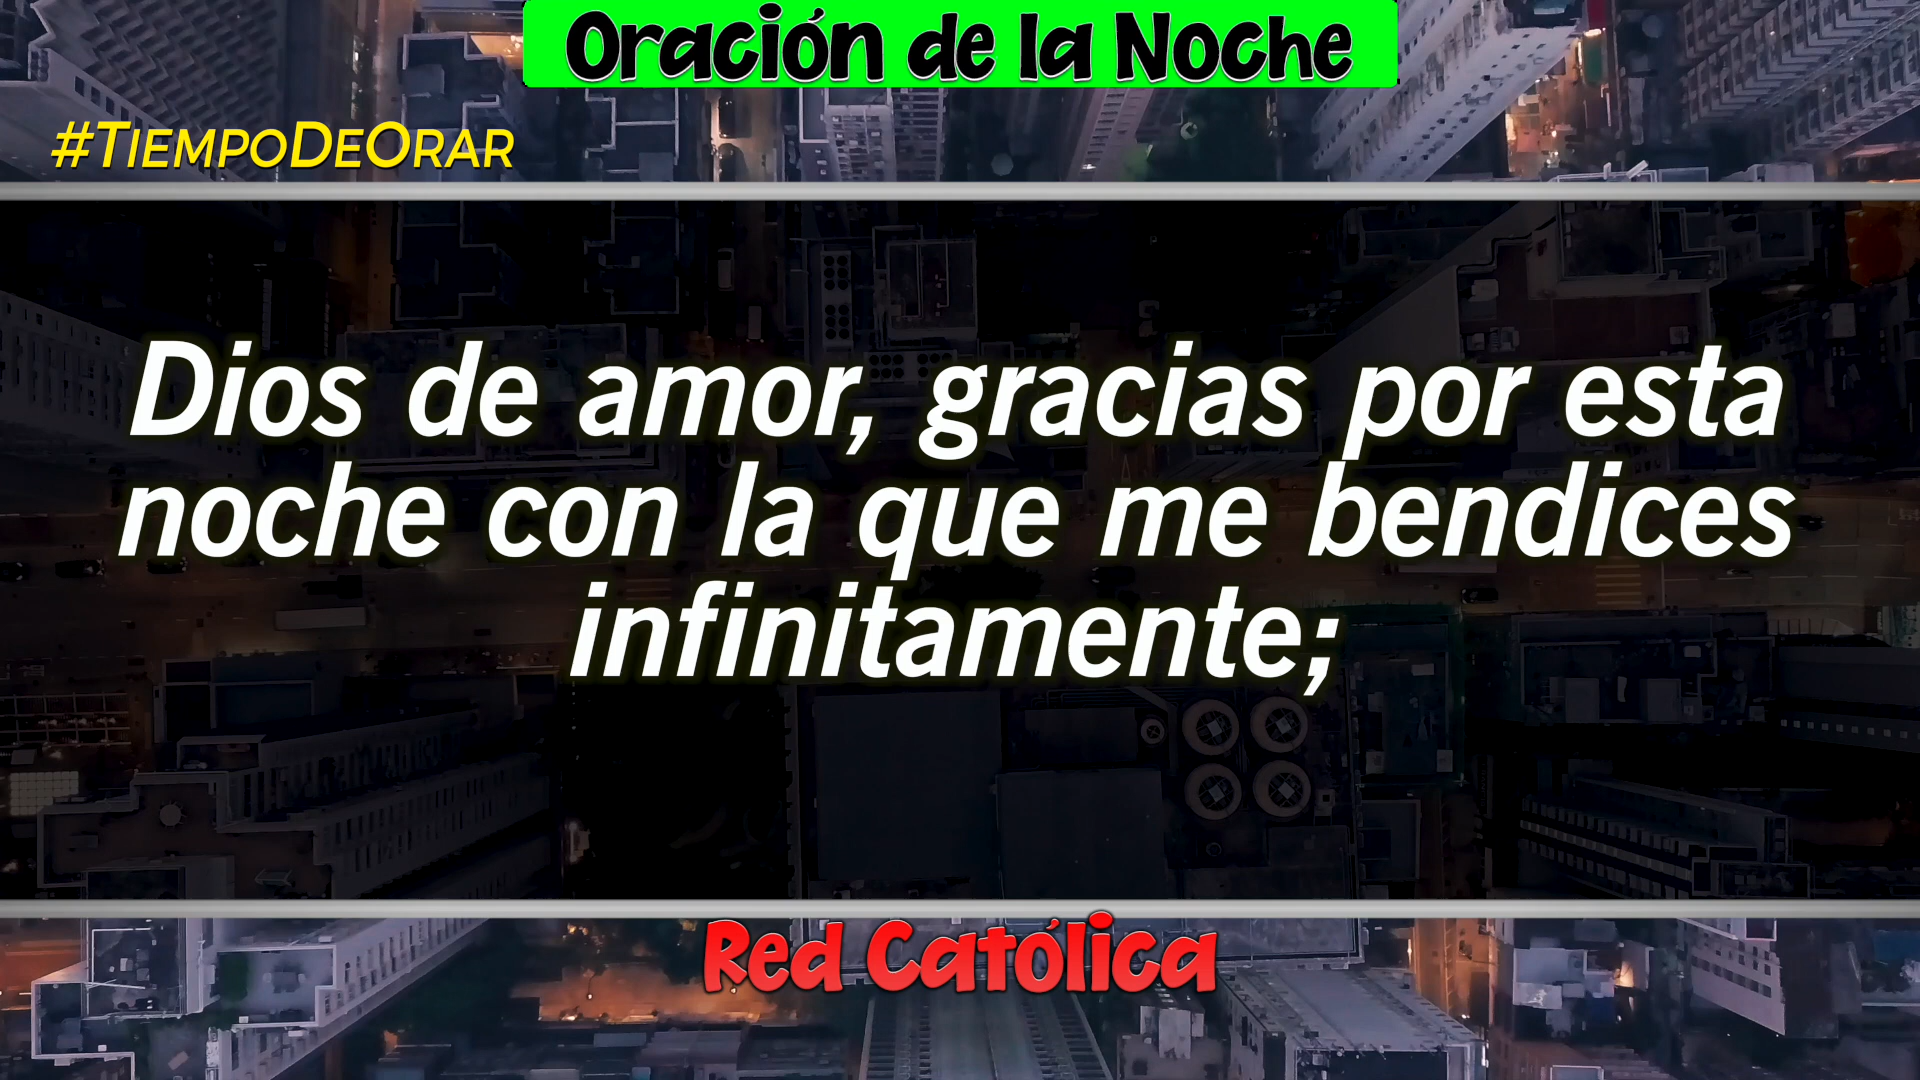 Oración de la Noche
#TiempoDeOrar
Dios de amor, gracias por esta
noche con la que me bendices
infinitamente;
Red Católica